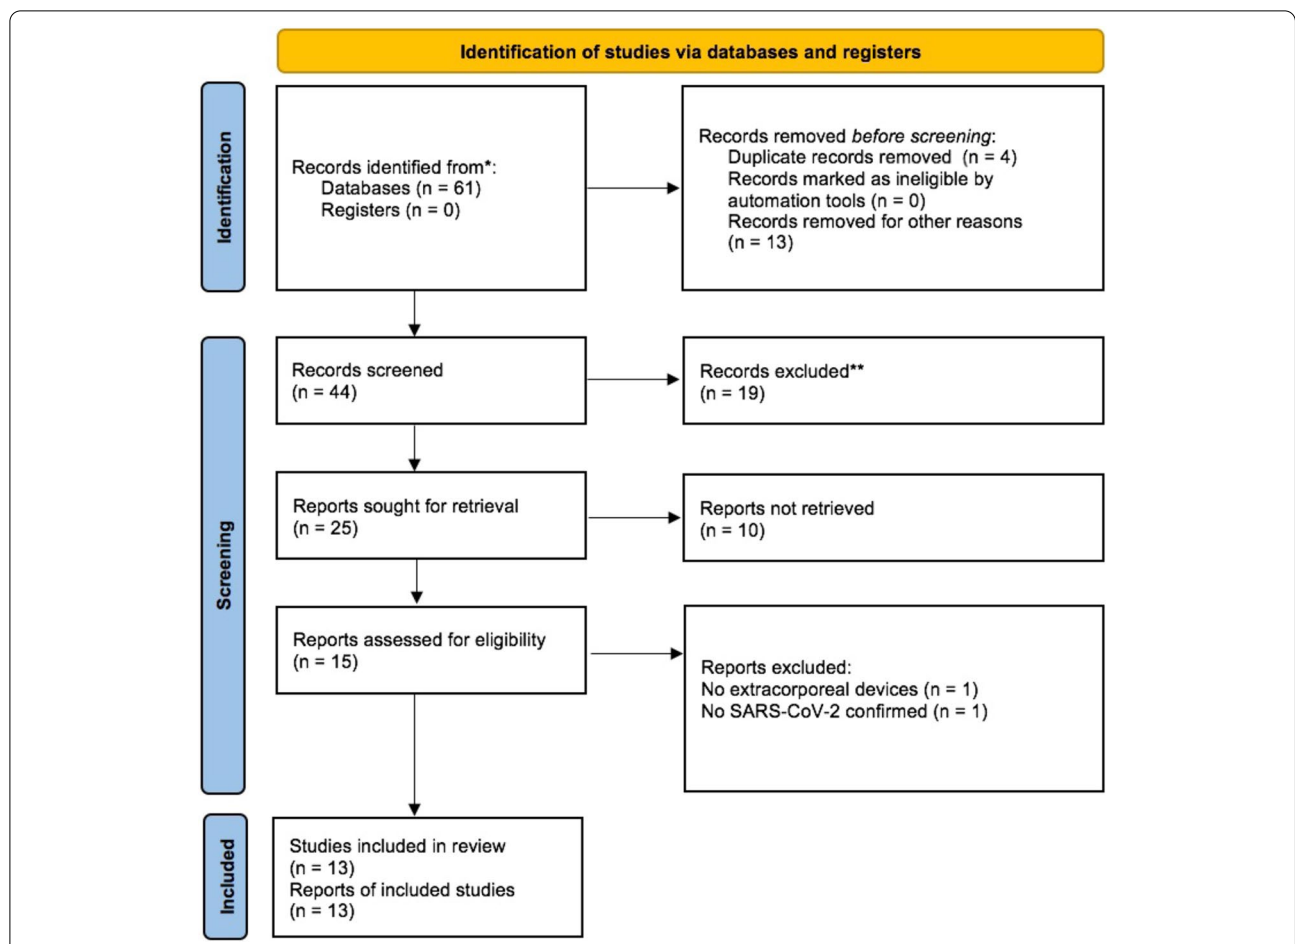 Identification of studies via databases and registers
Identification
Records identified from*:
Databases (n = 61)
Registers (n = 0)
Records removed before screening:
Duplicate records removed (n = 4)
Records marked as ineligible by
automation tools (n = 0)
Records removed for other reasons
(n = 13)
Screening
Records screened
(n = 44)
Records excluded**
(n = 19)
Reports sought for retrieval
(n = 25)
Reports not retrieved
(n = 10)
Reports assessed for eligibility
(n = 15)
Reports excluded:
No extracorporeal devices (n = 1)
No SARS-CoV-2 confirmed (n = 1)
Included
Studies included in review
(n = 13)
Reports of included studies
(n = 13)